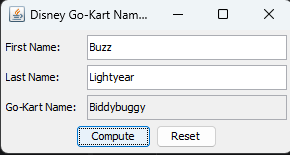 Disney Go-Kart Nam...
First Name: Buzz
Last Name: Lightyear
Go-Kart Name: Biddybuggy
Compute Reset